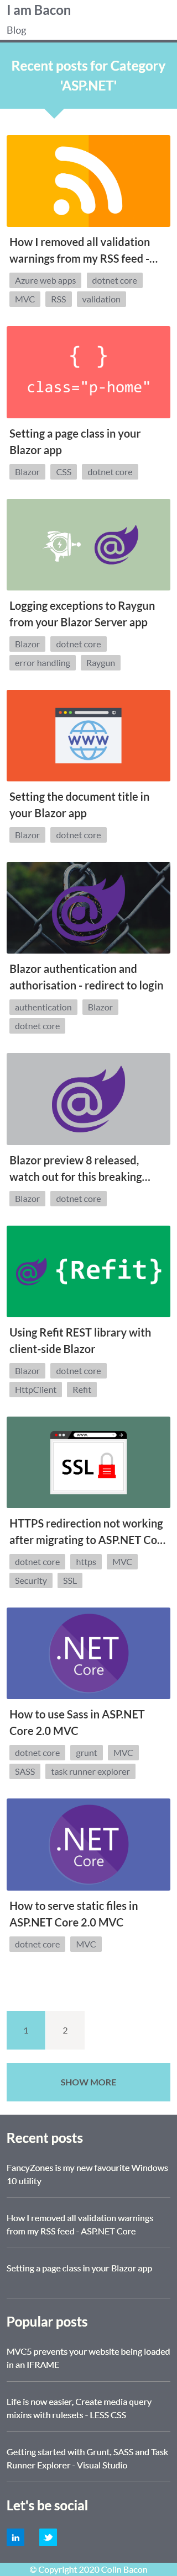 I am Bacon
Blog
Recent posts for Category
'ASP.NET'
How I removed all validation
warnings from my RSS feed -...
Azure web apps dotnet core
MVC RSS validation
{ }
class="p-home"
Setting a page class in your
Blazor app
Blazor CSS dotnet core
Logging exceptions to Raygun
from your Blazor Server app
Blazor dotnet core
error handling Raygun
WWW
Setting the document title in
your Blazor app
Blazor dotnet core
Blazor authentication and
authorisation - redirect to login
authentication Blazor
dotnet core
Blazor preview 8 released,
watch out for this breaking...
Blazor dotnet core
{Refit}
Using Refit REST library with
client-side Blazor
Blazor dotnet core
HttpClient Refit
SSL
HTTPS redirection not working
after migrating to ASP.NET Co...
dotnet core https MVC
Security SSL
.NET
Core
How to use Sass in ASP.NET
Core 2.0 MVC
dotnet core grunt MVC
SASS task runner explorer
.NET
Core
How to serve static files in
ASP.NET Core 2.0 MVC
dotnet core MVC
1 2
SHOW MORE
Recent posts
FancyZones is my new favourite Windows
10 utility
How I removed all validation warnings
from my RSS feed - ASP.NET Core
Setting a page class in your Blazor app
Popular posts
MVC5 prevents your website being loaded
in an IFRAME
Life is now easier, Create media query
mixins with rulesets - LESS CSS
Getting started with Grunt, SASS and Task
Runner Explorer - Visual Studio
Let's be social
in
© Copyright 2020 Colin Bacon